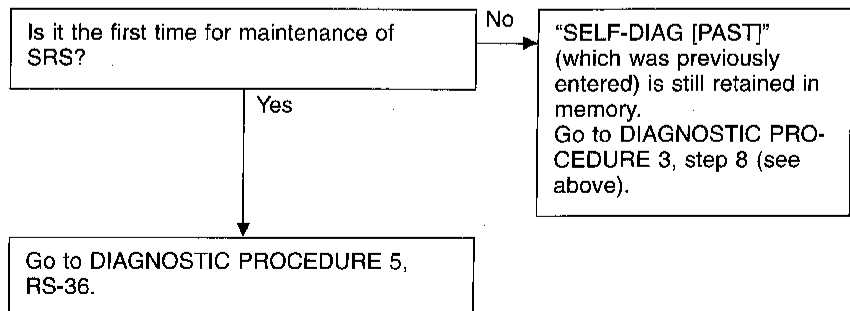 Is it the first time for maintenance of
SRS?
No
"SELF-DIAG [PAST]"
(which was previously
entered) is still retained in
memory.
Go to DIAGNOSTIC PRO-
CEDURE 3, step 8 (see
above).
Yes
Go to DIAGNOSTIC PROCEDURE 5,
RS-36.